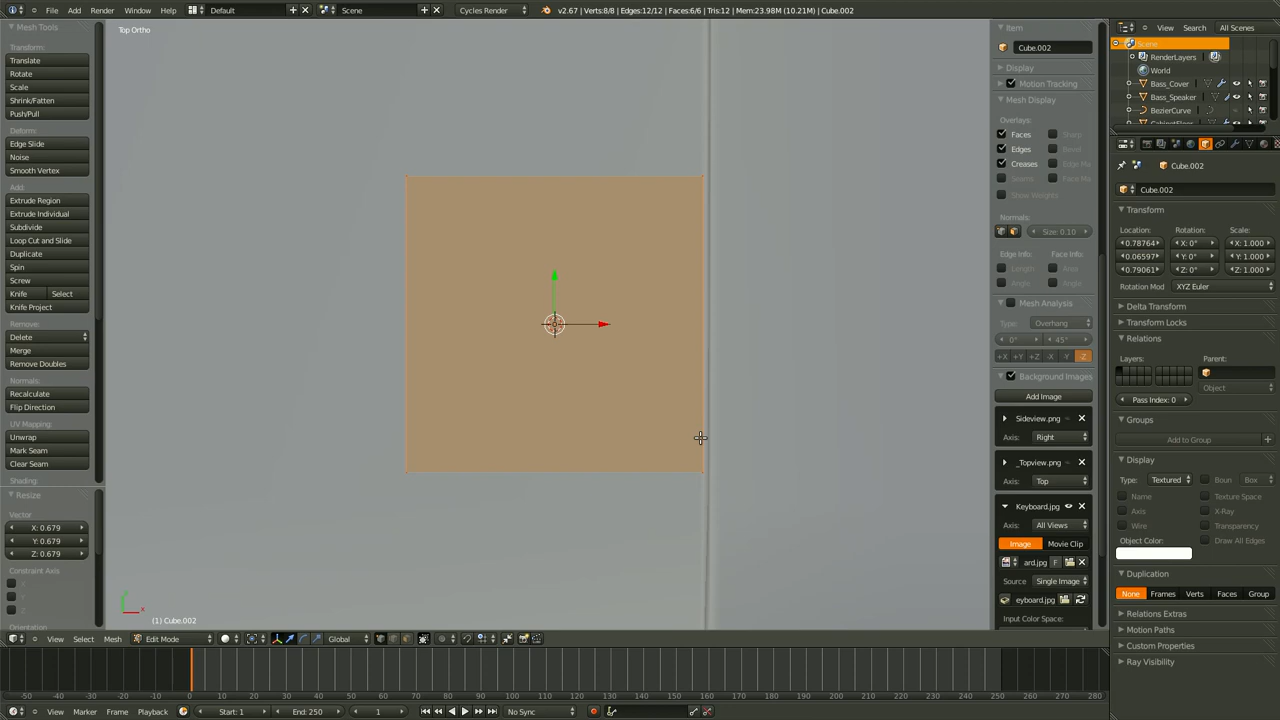 File Add Render Window Help Default Scene Cycles Render v2.67 | Verts:8/8 | Edges:12/12 | Faces:6/6 | Tris:12 | Mem:23.98M (10.21M) | Cube.002
Mesh Tools
Transform:
Translate
Rotate
Scale
Shrink/Fatten
Push/Pull
Deform:
Edge Slide
Noise
Smooth Vertex
Add:
Extrude Region
Extrude Individual
Subdivide
Loop Cut and Slide
Duplicate
Spin
Screw
Knife Select
Knife Project
Remove:
Delete
Merge
Remove Doubles
Normals:
Recalculate
Flip Direction
UV Mapping:
Unwrap
Mark Seam
Clear Seam
Shading:
Resize
Vector
X: 0.679
Y: 0.679
Z: 0.679
Constraint Axis
X
Y
Z
Orientation
Top Ortho
(1) Cube.002
Item
Cube.002
Display
Motion Tracking
Mesh Display
Overlays:
Faces Sharp
Edges Bevel
Creases Edge Ma
Seams Face Ma
Show Weights
Normals:
Size: 0.10
Edge Info: Face Info:
Length Area
Angle Angle
Mesh Analysis
Type: Overhang
0° 45°
+X +Y +Z -X -Y -Z
Background Images
Add Image
Sideview.png
Axis: Right
_Topview.png
Axis: Top
Keyboard.jpg
Axis: All Views
Image Movie Clip
ard.jpg F
Source Single Image
eyboard.jpg
Input Color Space:
View Search All Scenes
Scene
RenderLayers
World
Bass_Cover
Bass_Speaker
BezierCurve
Cube.002
Cube.002
Transform
Location: Rotation: Scale:
0.78764 X: 0° X: 1.000
0.06597 Y: 0° Y: 1.000
0.79061 Z: 0° Z: 1.000
Rotation Mod XYZ Euler
Delta Transform
Transform Locks
Relations
Layers: Parent:
Object
Pass Index: 0
Groups
Add to Group
Display
Type: Textured Boun Box
Name Texture Space
Axis X-Ray
Wire Transparency
Object Color: Draw All Edges
Duplication
None Frames Verts Faces Group
Relations Extras
Motion Paths
Custom Properties
Ray Visibility
View Select Mesh Edit Mode Global
-50 -40 -30 -20 -10 0 10 20 30 40 50 60 70 80 90 100 110 120 130 140 150 160 170 180 190 200 210 220 230 240 250 260 270 280
View Marker Frame Playback Start: 1 End: 250 1 No Sync